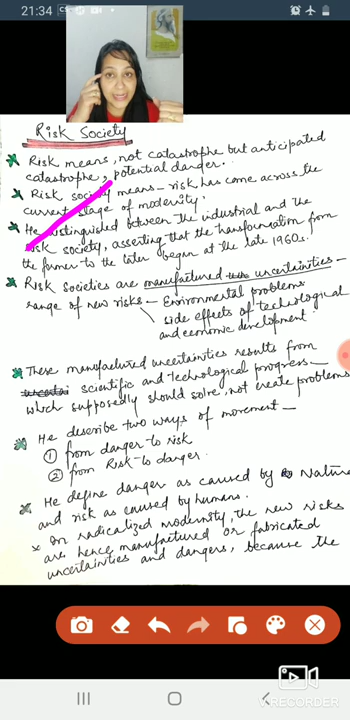 21:34
Risk Society
Risk means, not catastrophe but anticipated
catastrophe, potential danger.
Risk society means - risk has come across the
current stage of modernity.
He distinguished between the industrial and the
risk society, asserting that the transformation from
the former to the later began at the late 1960s.
Risk Societies are manufactured uncertainties -
range of new risks - Environmental problems
side effects of technological
and economic development
These manufactured uncertainties results from
scientific and technological progress -
which supposedly should solve, not create problems
He describe two ways of movement -
① from danger to risk
② from Risk to danger.
He define danger as caused by Nature
and risk as caused by humans.
x On radicalized modernity, the new risks
are hence manufactured or fabricated
uncertainties and dangers, because the
V RECORDER